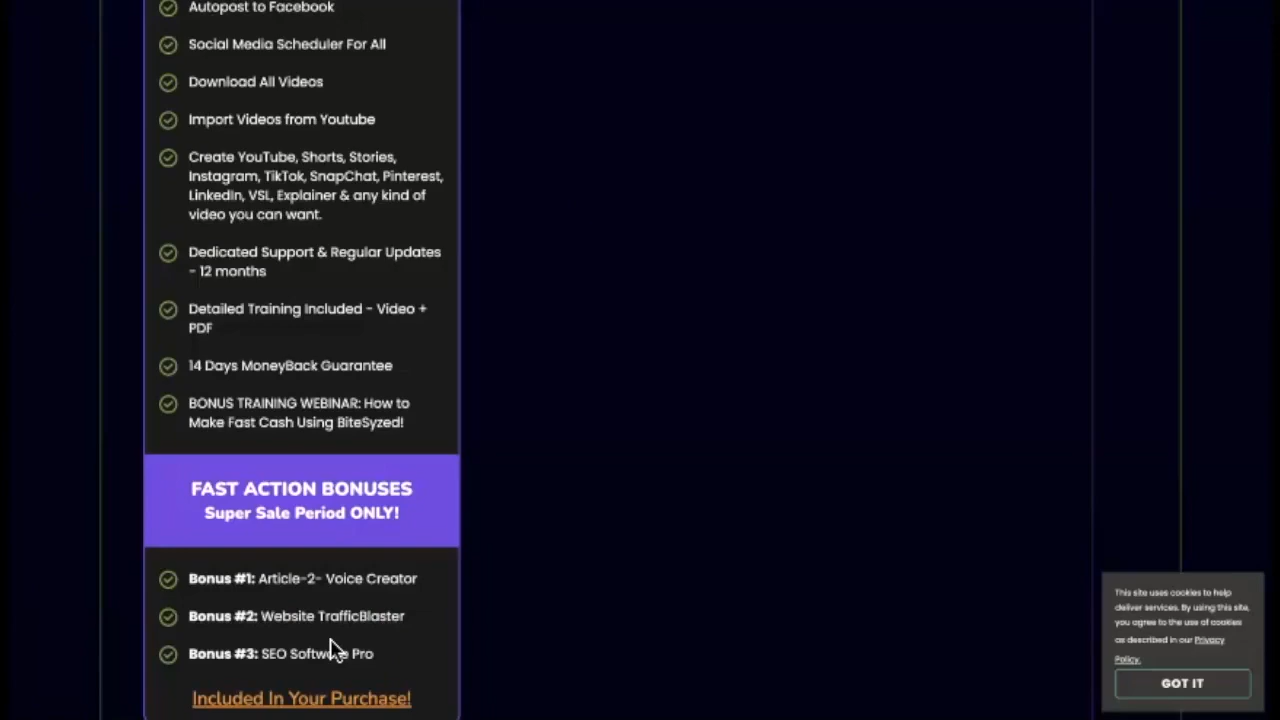 Autopost to Facebook
Social Media Scheduler For All
Download All Videos
Import Videos from Youtube
Create YouTube, Shorts, Stories,
Instagram, TikTok, SnapChat, Pinterest,
LinkedIn, VSL, Explainer & any kind of
video you can want.
Dedicated Support & Regular Updates
- 12 months
Detailed Training Included - Video +
PDF
14 Days MoneyBack Guarantee
BONUS TRAINING WEBINAR: How to
Make Fast Cash Using BiteSyzed!
FAST ACTION BONUSES
Super Sale Period ONLY!
Bonus #1: Article-2- Voice Creator
Bonus #2: Website TrafficBlaster
Bonus #3: SEO Software Pro
Included In Your Purchase!
This site uses cookies to help
deliver services. By using this site,
you agree to the use of cookies
as described in our Privacy
Policy.
GOT IT